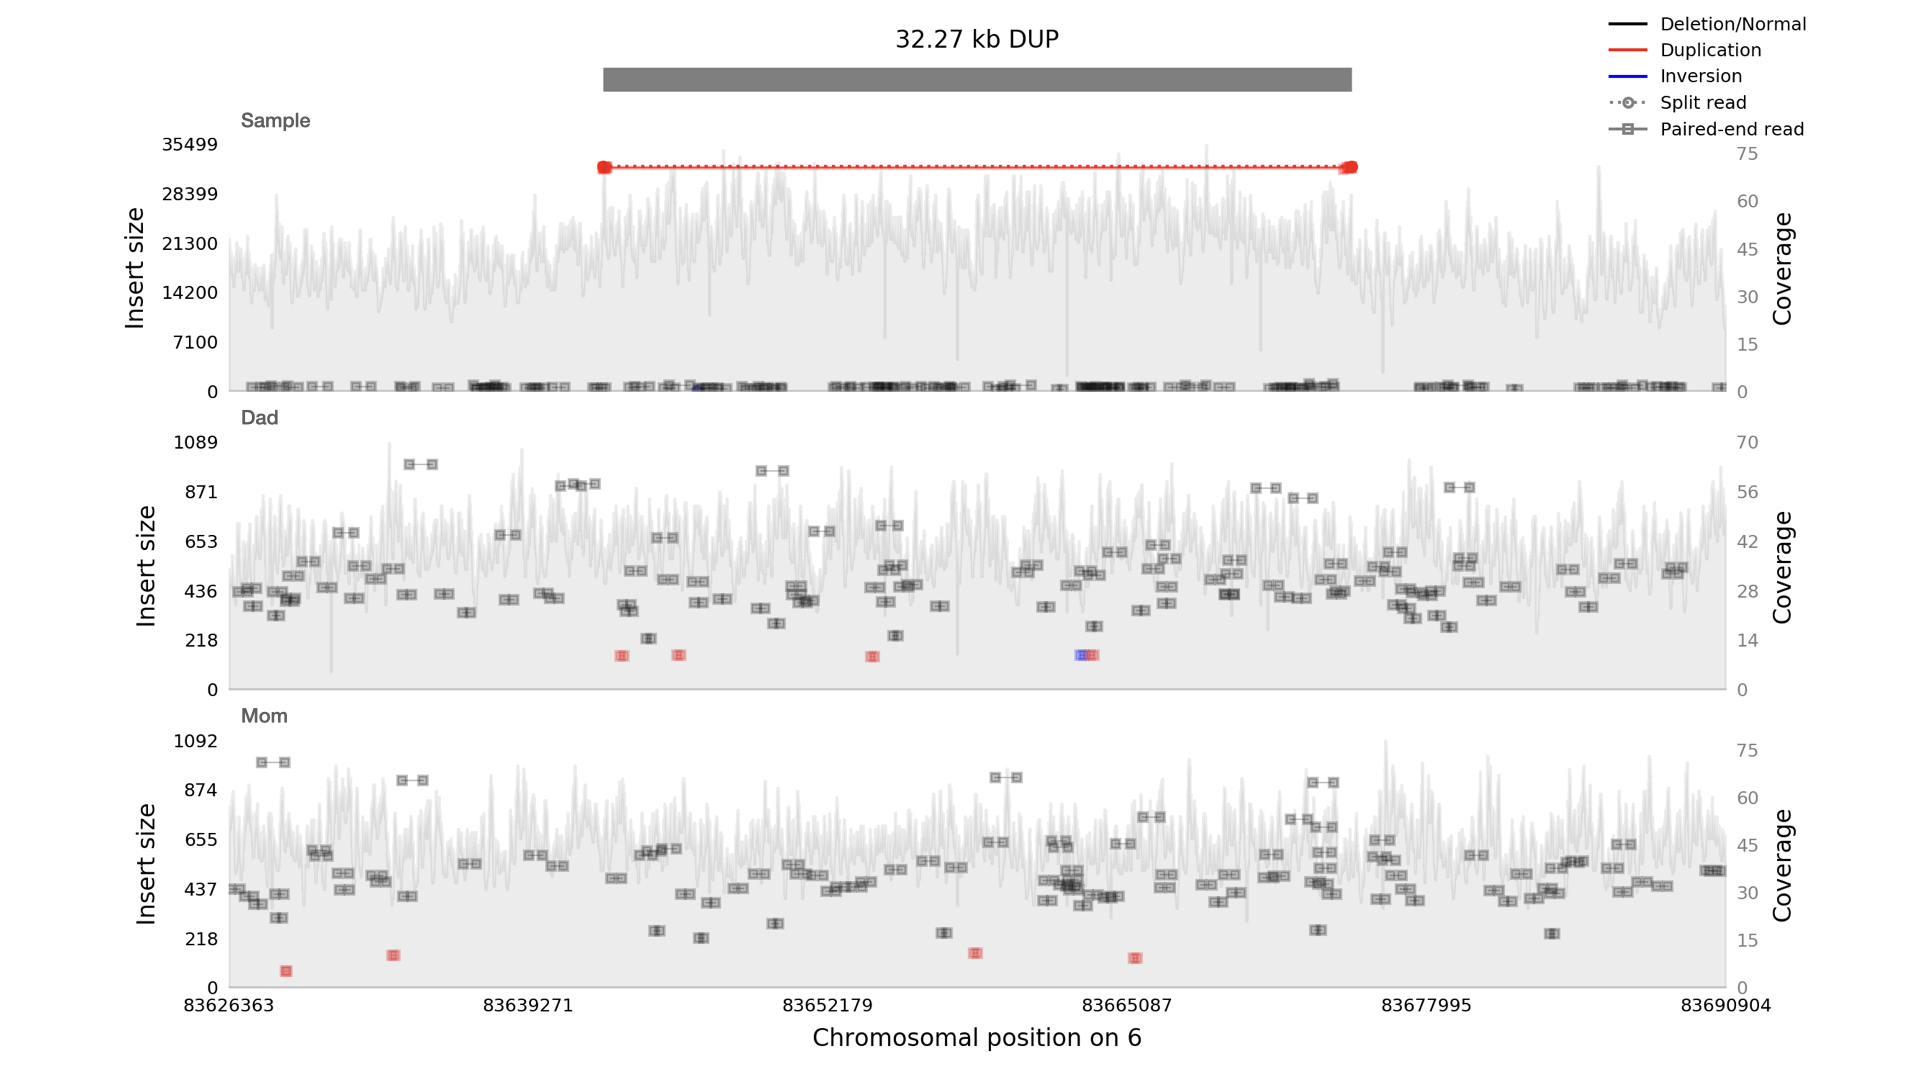 32.27 kb DUP
Deletion/Normal
Duplication
Inversion
Split read
Paired-end read
Sample
35499
28399
21300
14200
7100
0
Insert size
75
60
45
30
15
0
Coverage
Dad
1089
871
653
436
218
0
Insert size
70
56
42
28
14
0
Coverage
Mom
1092
874
655
437
218
0
Insert size
75
60
45
30
15
0
Coverage
83626363 83639271 83652179 83665087 83677995 83690904
Chromosomal position on 6